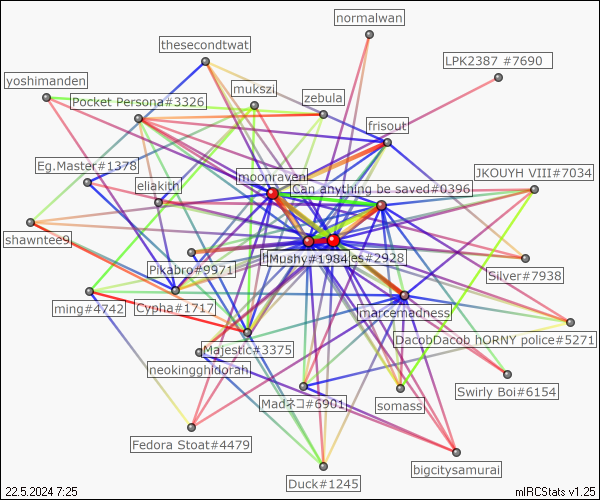 normalwan
thesecondtwat
LPK2387 #7690
yoshimanden
mukszi
zebula
Pocket Persona#3326
frisout
Eg.Master#1378
moonraven
JKOUYH VIII#7034
eliakith
Can anything be saved#0396
shawntee9
Mushy#1984
es#2928
Pikabro#9971
Silver#7938
ming#4742
Cypha#1717
marcemadness
DacobDacob hORNY police#5271
Majestic#3375
neokingghidorah
Swirly Boi#6154
Madネコ#6901
somass
Fedora Stoat#4479
bigcitysamurai
Duck#1245
22.5.2024 7:25
mIRCStats v1.25